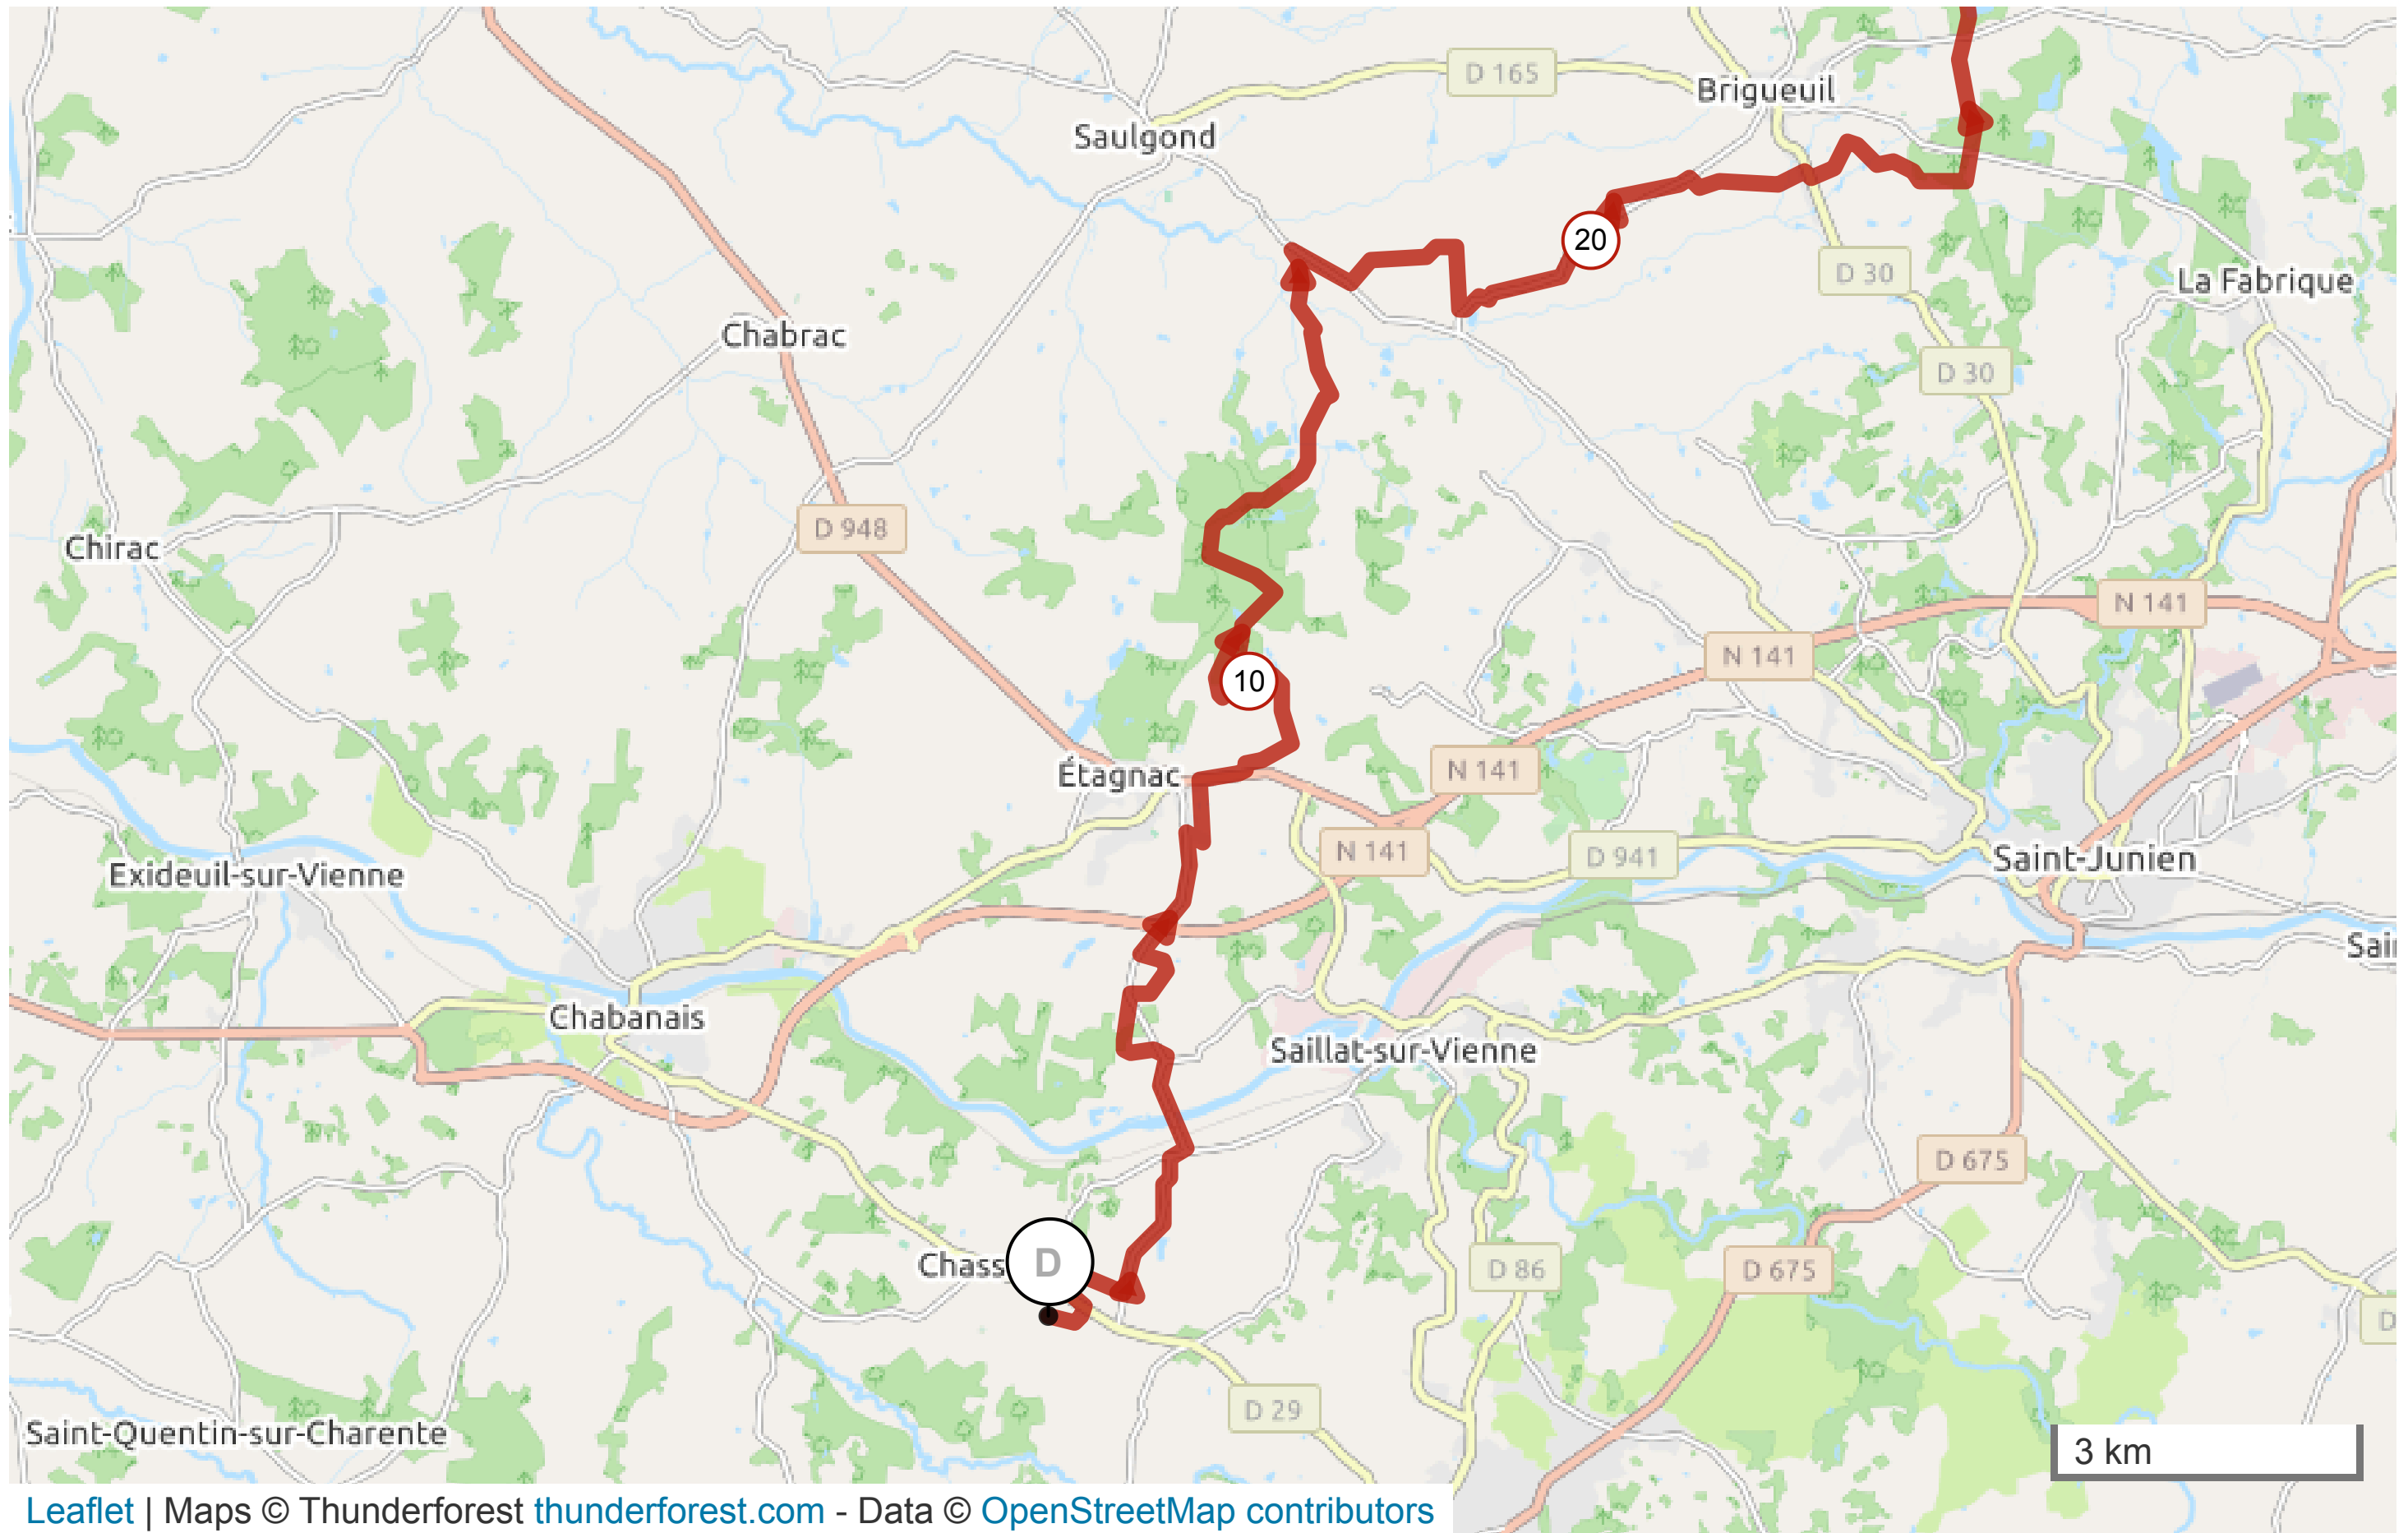 D 165
Brigueuil
Saulgond
20
D 30
La Fabrique
Chabrac
D 30
D 948
Chirac
N 141
N 141
10
Étagnac
N 141
N 141
D 941
Saint-Junien
Exideuil-sur-Vienne
Sai
Chabanais
Saillat-sur-Vienne
D 675
Chass
D
D 86
D 675
D
D 29
Saint-Quentin-sur-Charente
3 km
Leaflet | Maps © Thunderforest thunderforest.com - Data © OpenStreetMap contributors